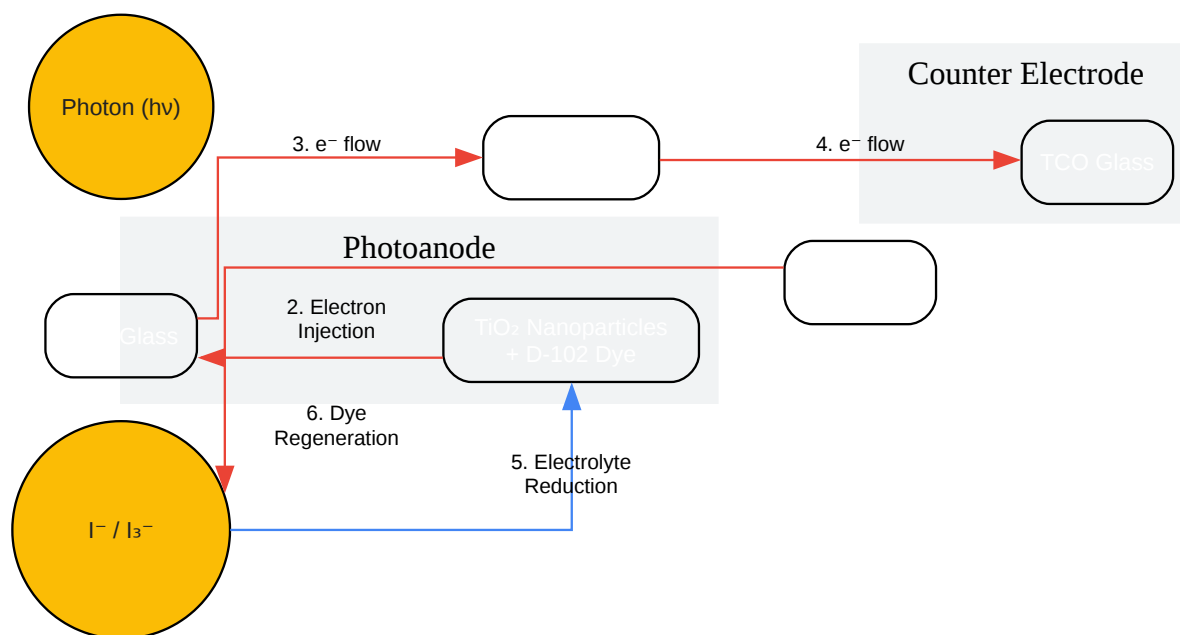 Photon (hν)
Counter Electrode
3. e⁻ flow
4. e⁻ flow
TCO Glass
Photoanode
2. Electron
Injection
Glass
TiO₂ Nanoparticles
+ D-102 Dye
6. Dye
Regeneration
5. Electrolyte
Reduction
I⁻ / I₃⁻